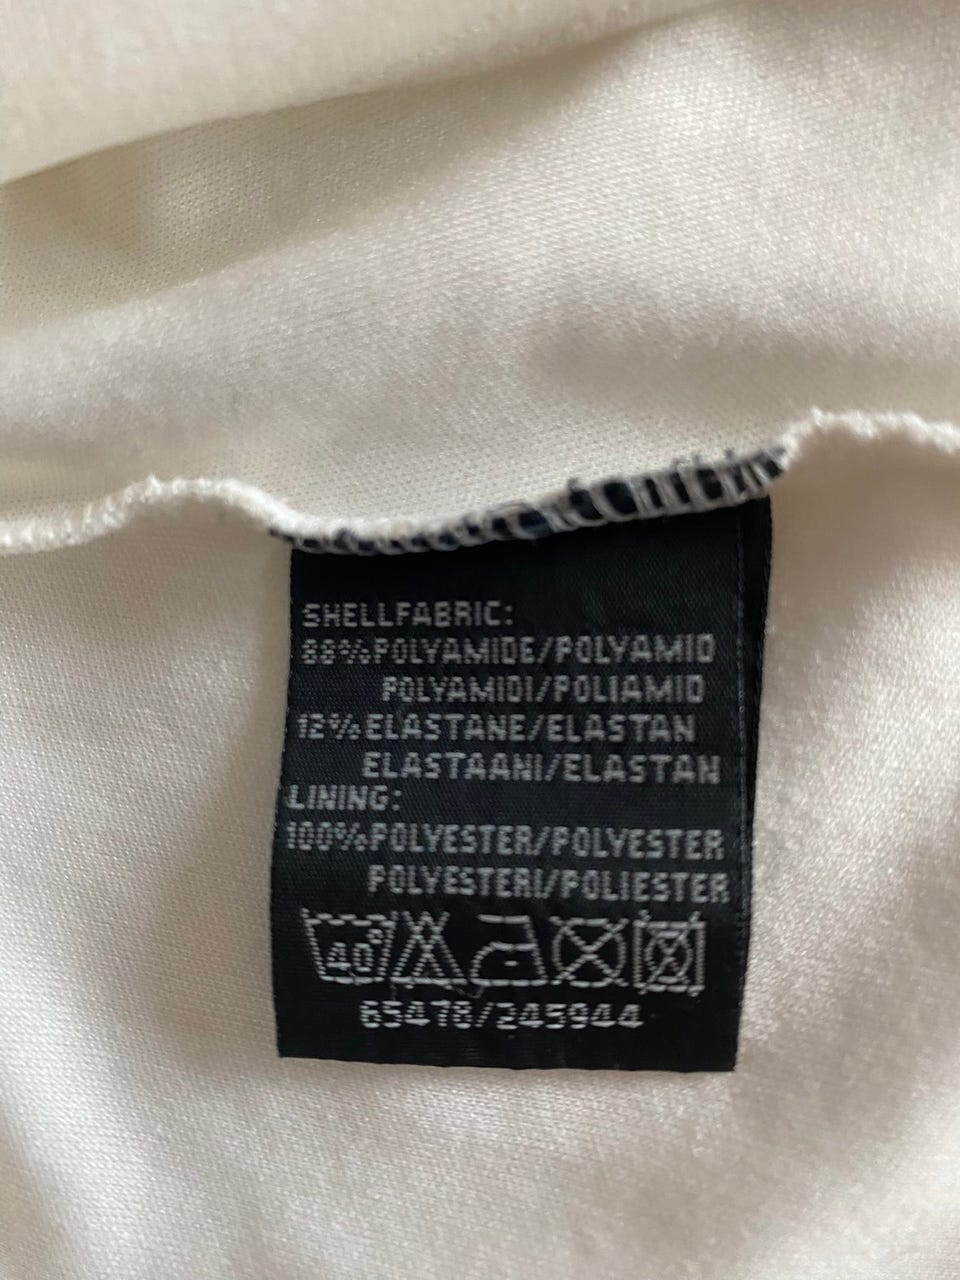 SHELLFABRIC:
88%POLYAMIDE/POLYAMID
POLYAMIDI/POLIAMID
12%ELASTANE/ELASTAN
ELASTAANI/ELASTAN
LINING:
100%POLYESTER/POLYESTER
POLYESTERI/POLIESTER
40°
65478/245944